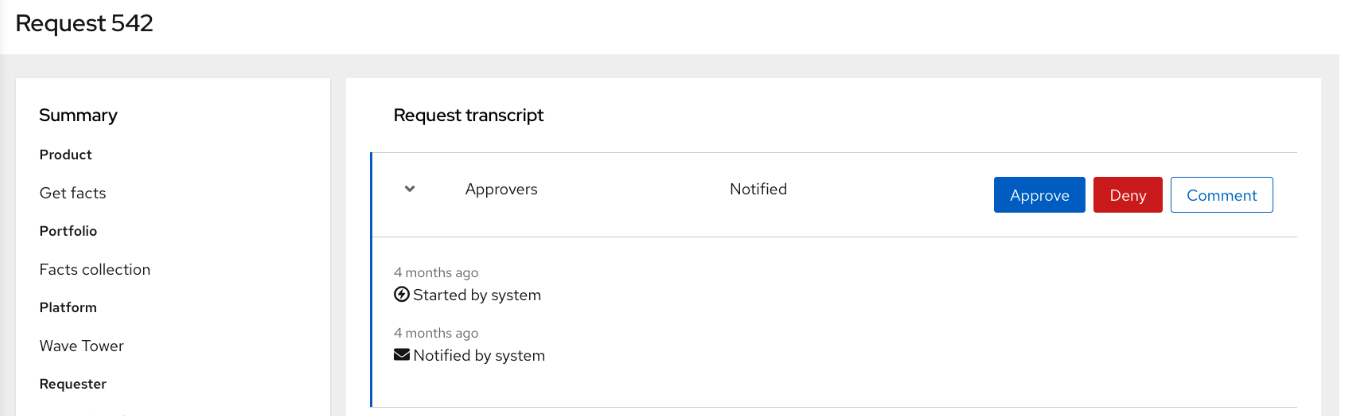 Request 542
Summary
Product
Get facts
Portfolio
Facts collection
Platform
Wave Tower
Requester
Request transcript
Approvers Notified Approve Deny Comment
4 months ago
Started by system
4 months ago
Notified by system